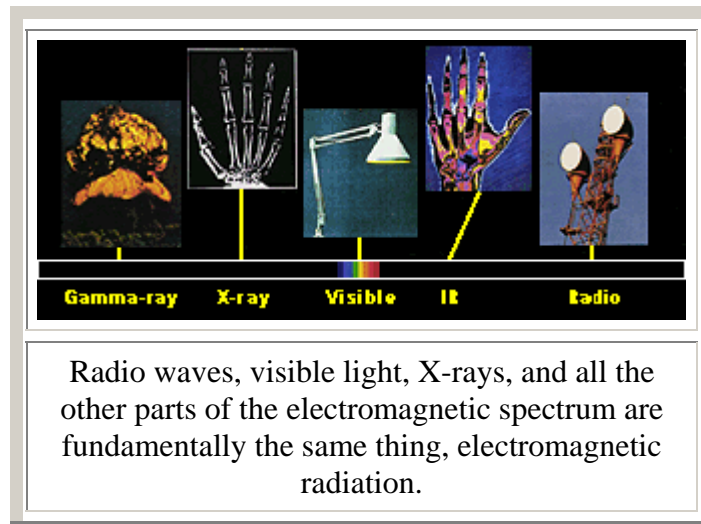 Gamma-ray X-ray Visible IR Radio
Radio waves, visible light, X-rays, and all the
other parts of the electromagnetic spectrum are
fundamentally the same thing, electromagnetic
radiation.